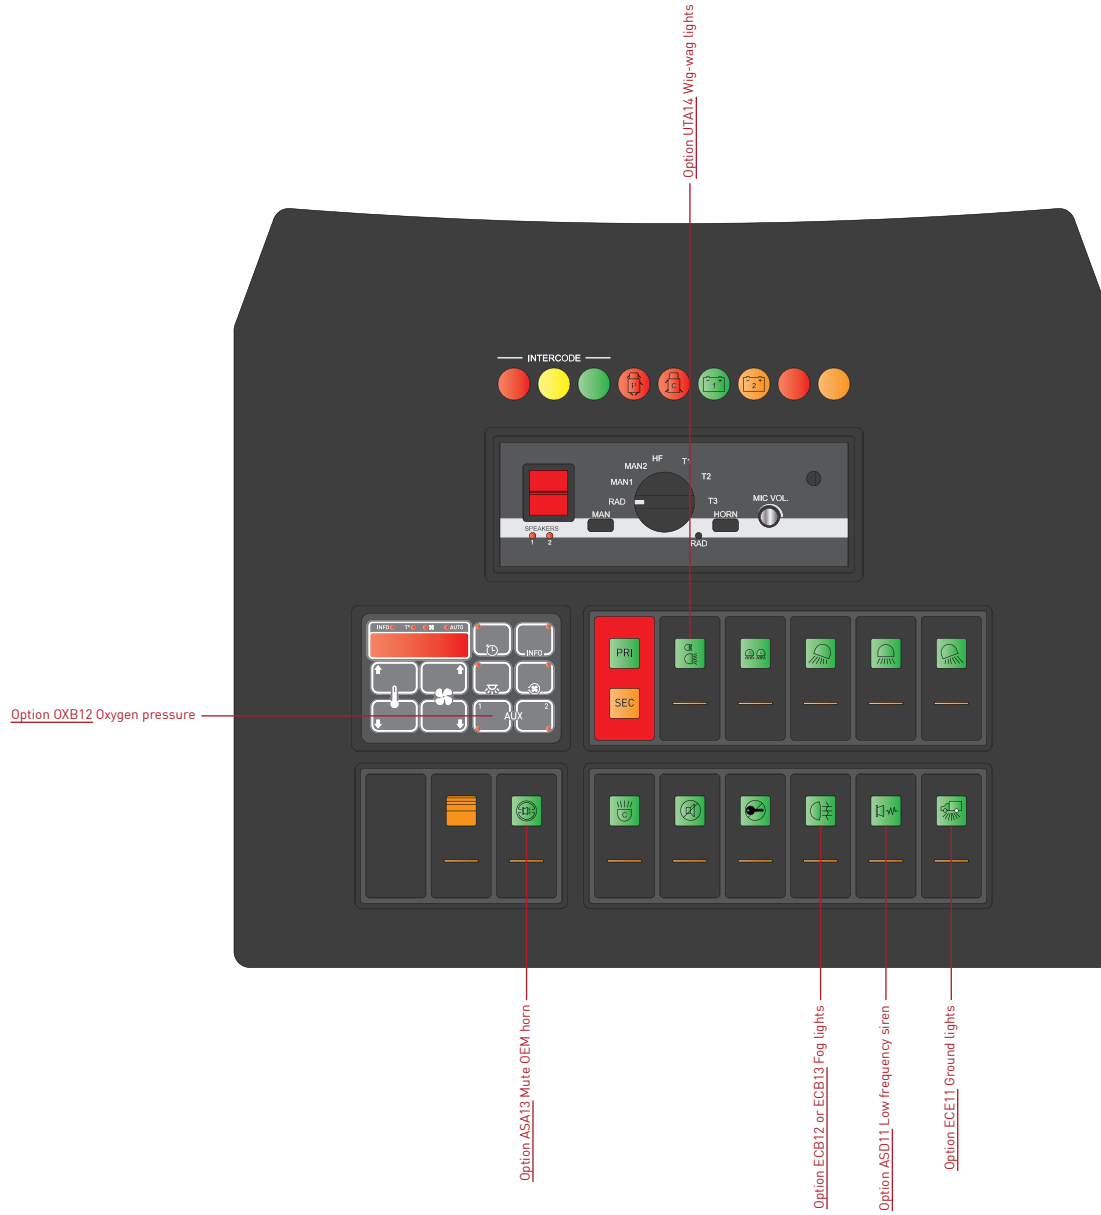 Option UTA14 Wig-wag lights
INTERCODE
P
C
1
2
HF
T1
MAN2
T2
MAN1
RAD
T3
MIC VOL.
MAN
HORN
SPEAKERS
1 2
RAD
INFO T° AUTO
INFO
PRI
SEC
1 AUX 2
Option OXB12 Oxygen pressure
C
Option ASA13 Mute OEM horn
Option ECB12 or ECB13 Fog lights
Option ASD11 Low frequency siren
Option ECE11 Ground lights